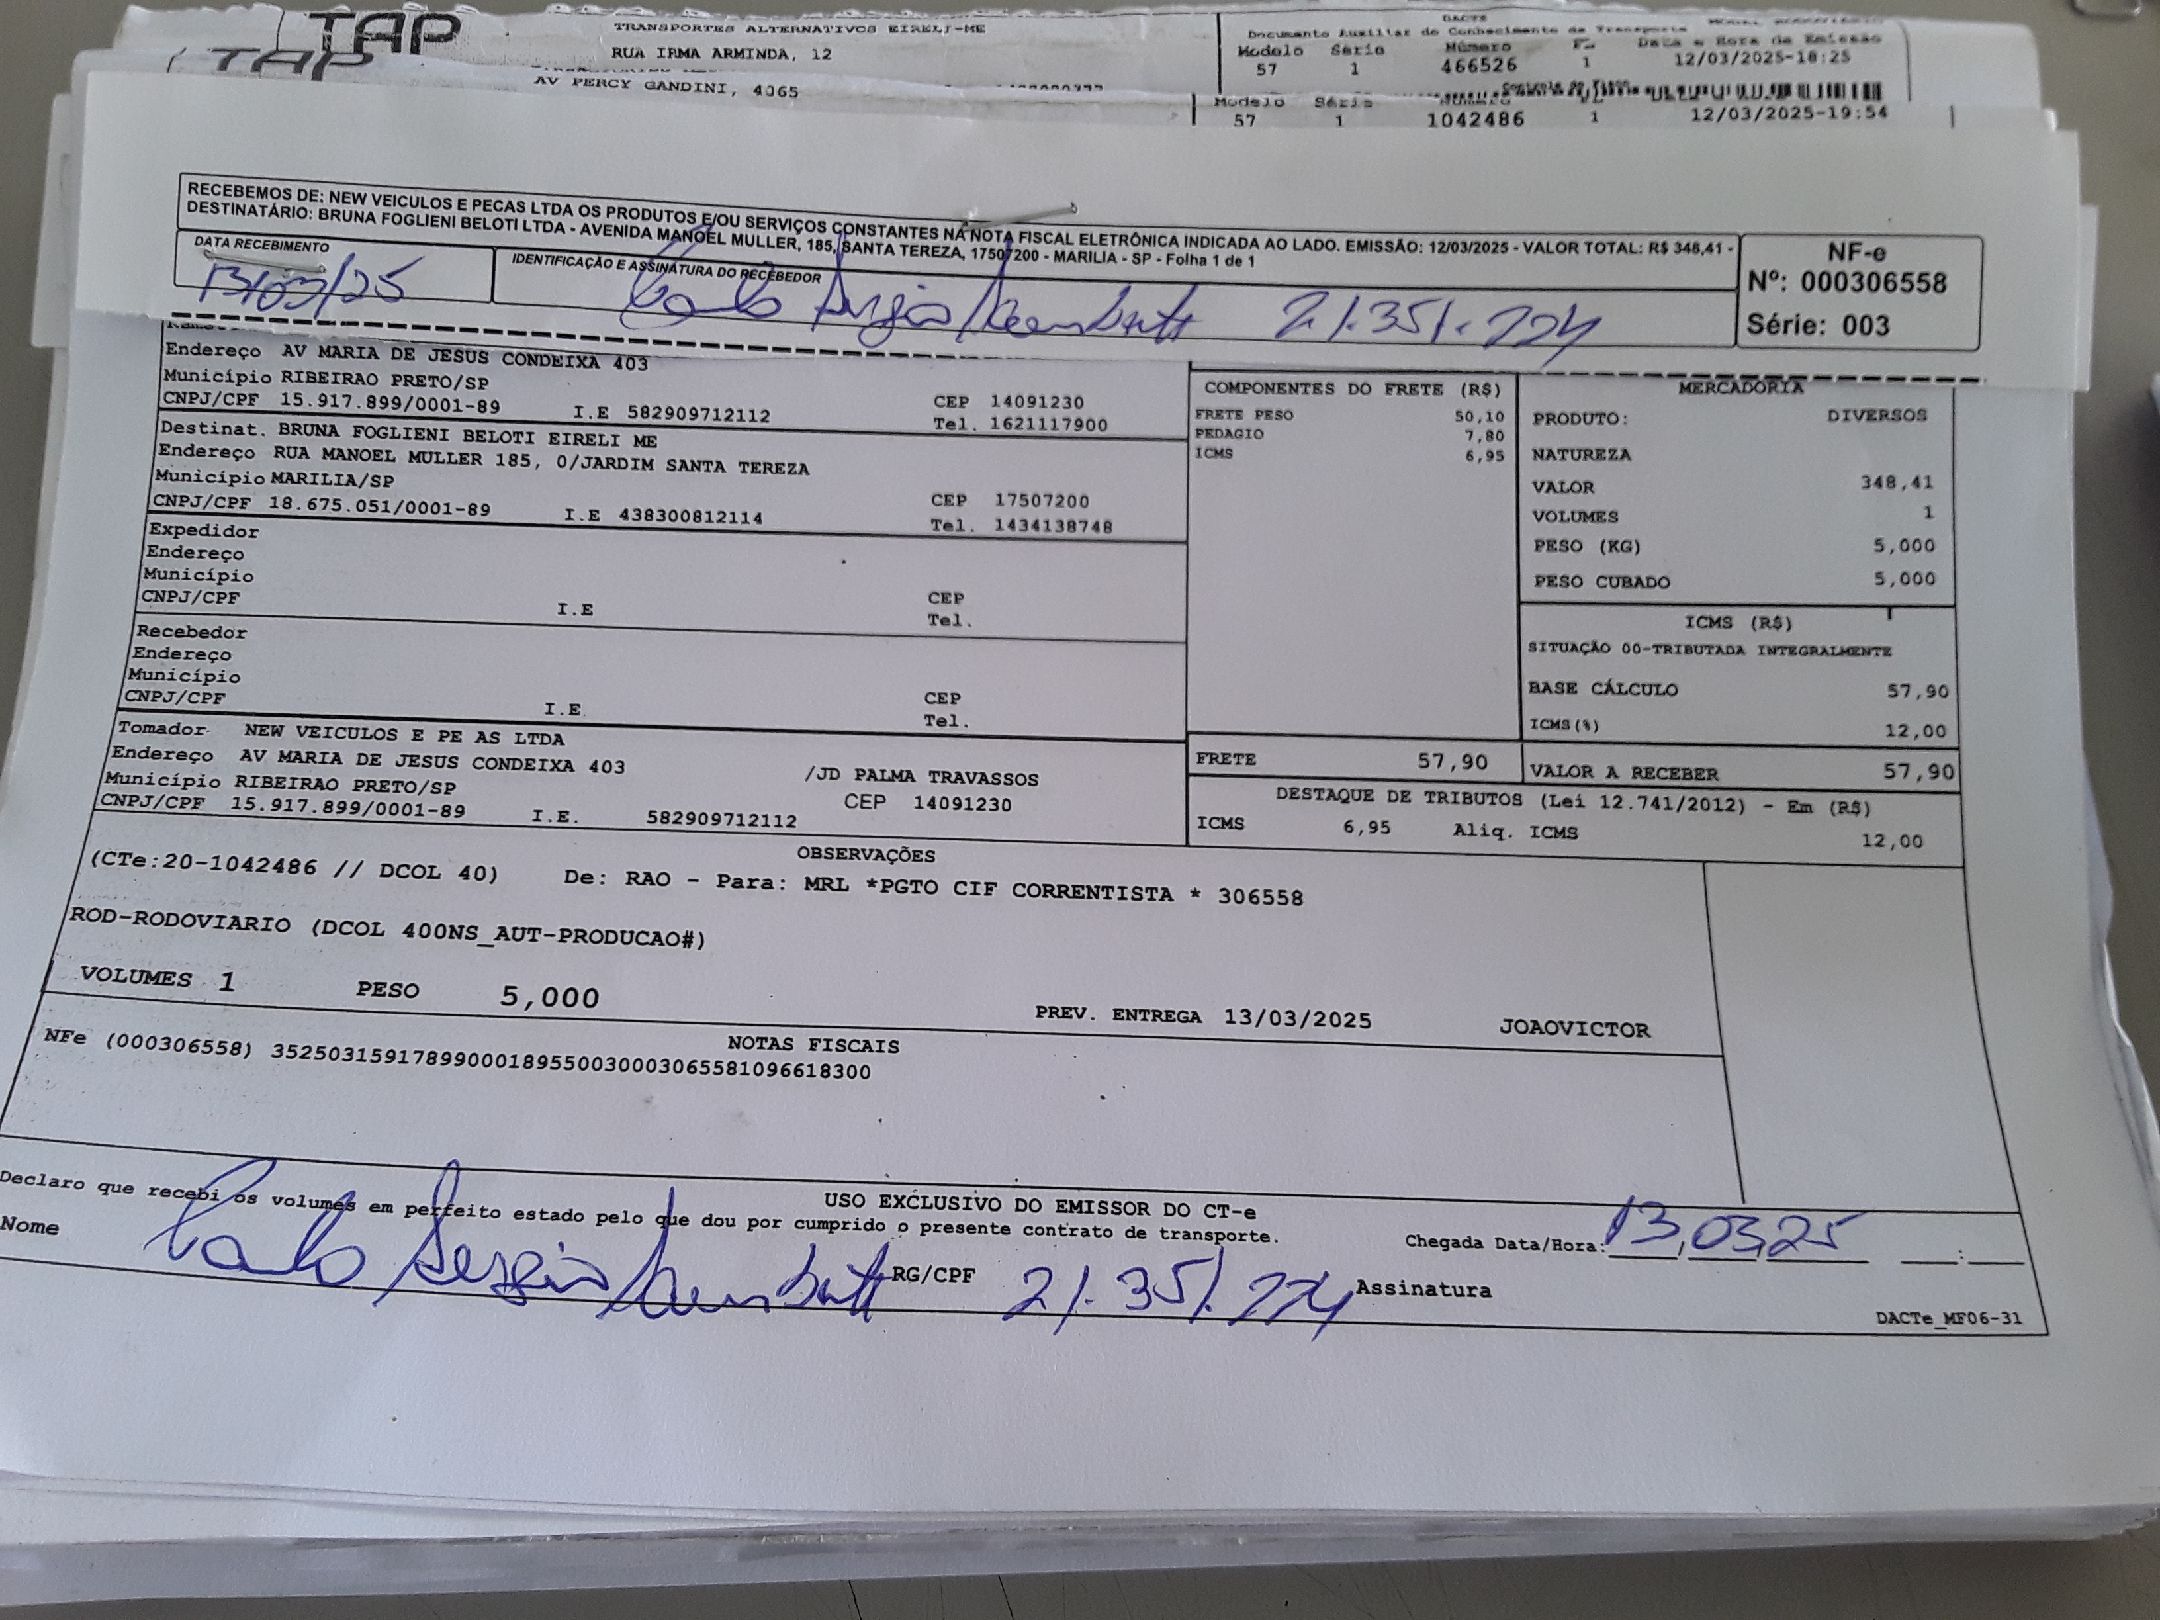 TAP
TRANSPORTES ALTERNATIVOS EIRELI-ME
RUA IRMA ARMINDA, 12
DACTE
Documento Auxiliar de Conhecimento de Transporte
Modelo Série Número Data e Hora de Emissão
57 1 466526 1 12/03/2025-18:25
TAP
AV PERCY GANDINI, 4065
Modelo Série Número
57 1 1042486 1 12/03/2025-19:54
RECEBEMOS DE: NEW VEICULOS E PECAS LTDA OS PRODUTOS E/OU SERVIÇOS CONSTANTES NA NOTA FISCAL ELETRÔNICA INDICADA AO LADO. EMISSÃO: 12/03/2025 - VALOR TOTAL: R$ 348,41 -
DESTINATÁRIO: BRUNA FOGLIENI BELOTI LTDA - AVENIDA MANOEL MULLER, 185, SANTA TEREZA, 17507200 - MARILIA - SP - Folha 1 de 1
DATA RECEBIMENTO
13/03/25
IDENTIFICAÇÃO E ASSINATURA DO RECEBEDOR
21.351.224
NF-e
Nº: 000306558
Série: 003
Endereço AV MARIA DE JESUS CONDEIXA 403
Município RIBEIRAO PRETO/SP CEP 14091230
CNPJ/CPF 15.917.899/0001-89 I.E 582909712112 Tel. 1621117900
Destinat. BRUNA FOGLIENI BELOTI EIRELI ME
Endereço RUA MANOEL MULLER 185, 0/JARDIM SANTA TEREZA
Município MARILIA/SP CEP 17507200
CNPJ/CPF 18.675.051/0001-89 I.E 438300812114 Tel. 1434138748
Expedidor
Endereço
Município CEP
CNPJ/CPF I.E Tel.
Recebedor
Endereço
Município CEP
CNPJ/CPF I.E Tel.
Tomador NEW VEICULOS E PE AS LTDA
Endereço AV MARIA DE JESUS CONDEIXA 403 /JD PALMA TRAVASSOS
Município RIBEIRAO PRETO/SP CEP 14091230
CNPJ/CPF 15.917.899/0001-89 I.E. 582909712112
COMPONENTES DO FRETE (R$)
FRETE PESO 50,10
PEDAGIO 7,80
ICMS 6,95
FRETE 57,90
MERCADORIA
PRODUTO: DIVERSOS
NATUREZA
VALOR 348,41
VOLUMES 1
PESO (KG) 5,000
PESO CUBADO 5,000
ICMS (R$)
SITUAÇÃO 00-TRIBUTADA INTEGRALMENTE
BASE CÁLCULO 57,90
ICMS(%) 12,00
VALOR A RECEBER 57,90
DESTAQUE DE TRIBUTOS (Lei 12.741/2012) - Em (R$)
ICMS 6,95 Aliq. ICMS 12,00
OBSERVAÇÕES
(CTe:20-1042486 // DCOL 40) De: RAO - Para: MRL *PGTO CIF CORRENTISTA * 306558
ROD-RODOVIARIO (DCOL 400NS_AUT-PRODUCAO#)
VOLUMES 1 PESO 5,000 PREV. ENTREGA 13/03/2025 JOAOVICTOR
NOTAS FISCAIS
NFe (000306558) 35250315917899000189550030003065581096618300
USO EXCLUSIVO DO EMISSOR DO CT-e
Declaro que recebi os volumes em perfeito estado pelo que dou por cumprido o presente contrato de transporte.
Chegada Data/Hora: 13,03,25 :
Nome RG/CPF 21.351.224 Assinatura
DACTe_MF06-31